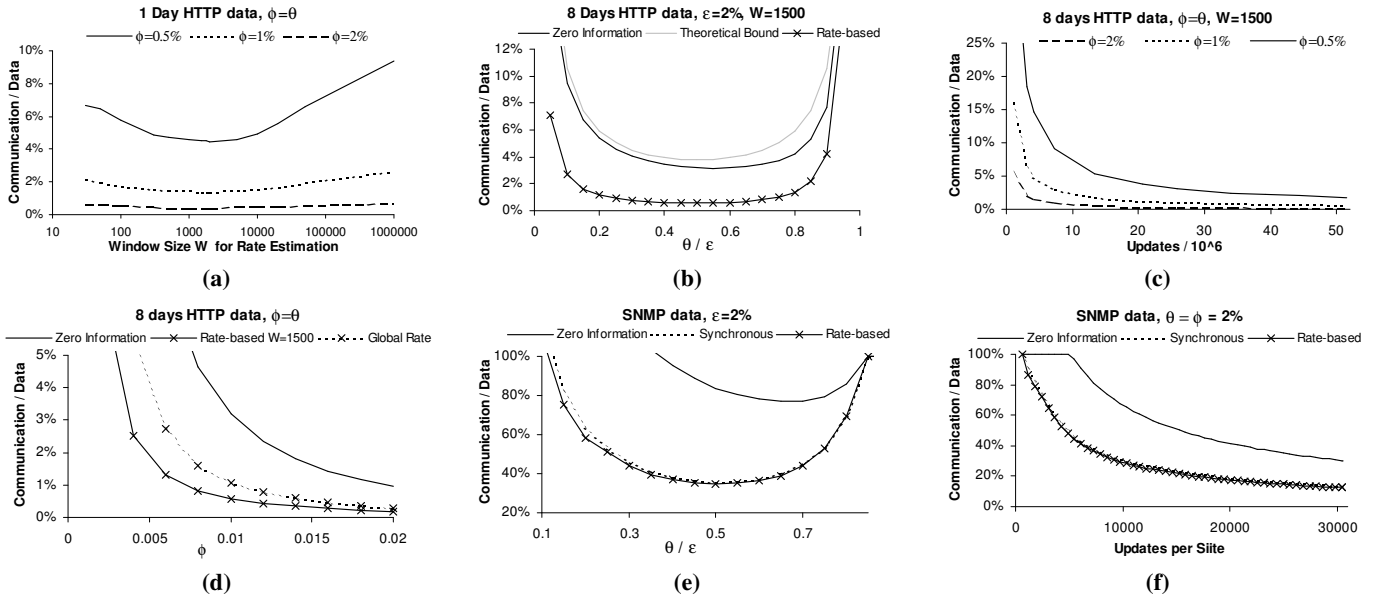 1 Day HTTP data, ϕ=θ
ϕ=0.5% ϕ=1% ϕ=2%
Communication / Data
10%
8%
6%
4%
2%
0%
10 100 1000 10000 100000 1000000
Window Size W for Rate Estimation
(a)
8 Days HTTP data, ε=2%, W=1500
Zero Information Theoretical Bound Rate-based
Communication / Data
12%
10%
8%
6%
4%
2%
0%
0 0.2 0.4 0.6 0.8 1
θ / ε
(b)
8 days HTTP data, ϕ=θ, W=1500
ϕ=2% ϕ=1% ϕ=0.5%
Communication / Data
25%
20%
15%
10%
5%
0%
0 10 20 30 40 50
Updates / 10^6
(c)
8 days HTTP data, ϕ=θ
Zero Information Rate-based W=1500 Global Rate
Communication / Data
5%
4%
3%
2%
1%
0%
0 0.005 0.01 0.015 0.02
ϕ
(d)
SNMP data, ε=2%
Zero Information Synchronous Rate-based
Communication / Data
100%
80%
60%
40%
20%
0.1 0.3 0.5 0.7
θ / ε
(e)
SNMP data, θ = ϕ = 2%
Zero Information Synchronous Rate-based
Communication / Data
100%
80%
60%
40%
20%
0%
0 10000 20000 30000
Updates per Siite
(f)